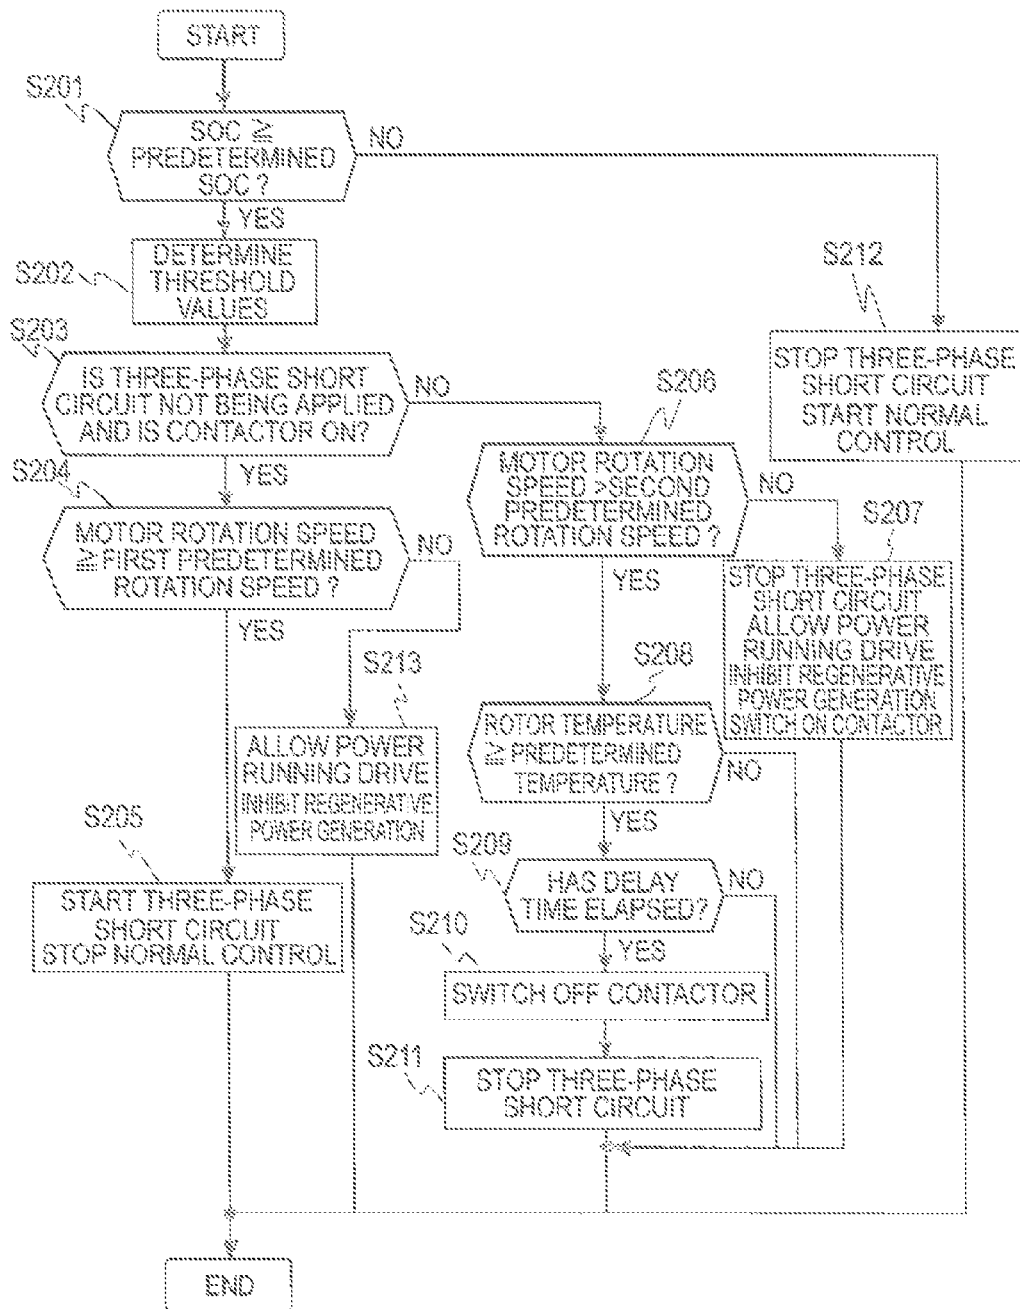 START
S201
SOC ≧
PREDETERMINED
SOC ?
NO
YES
S202
DETERMINE
THRESHOLD
VALUES
S212
STOP THREE-PHASE
SHORT CIRCUIT
START NORMAL
CONTROL
S203
IS THREE-PHASE SHORT
CIRCUIT NOT BEING APPLIED
AND IS CONTACTOR ON?
NO
YES
S206
MOTOR ROTATION
SPEED >SECOND
PREDETERMINED
ROTATION SPEED ?
NO
YES
S204
MOTOR ROTATION SPEED
≧FIRST PREDETERMINED
ROTATION SPEED ?
NO
YES
S207
STOP THREE-PHASE
SHORT CIRCUIT
ALLOW POWER
RUNNING DRIVE
INHIBIT REGENERATIVE
POWER GENERATION
SWITCH ON CONTACTOR
S213
ALLOW POWER
RUNNING DRIVE
INHIBIT REGENERATIVE
POWER GENERATION
S208
ROTOR TEMPERATURE
≧ PREDETERMINED
TEMPERATURE ?
NO
YES
S205
START THREE-PHASE
SHORT CIRCUIT
STOP NORMAL CONTROL
S209
HAS DELAY
TIME ELAPSED?
NO
YES
S210
SWITCH OFF CONTACTOR
S211
STOP THREE-PHASE
SHORT CIRCUIT
END